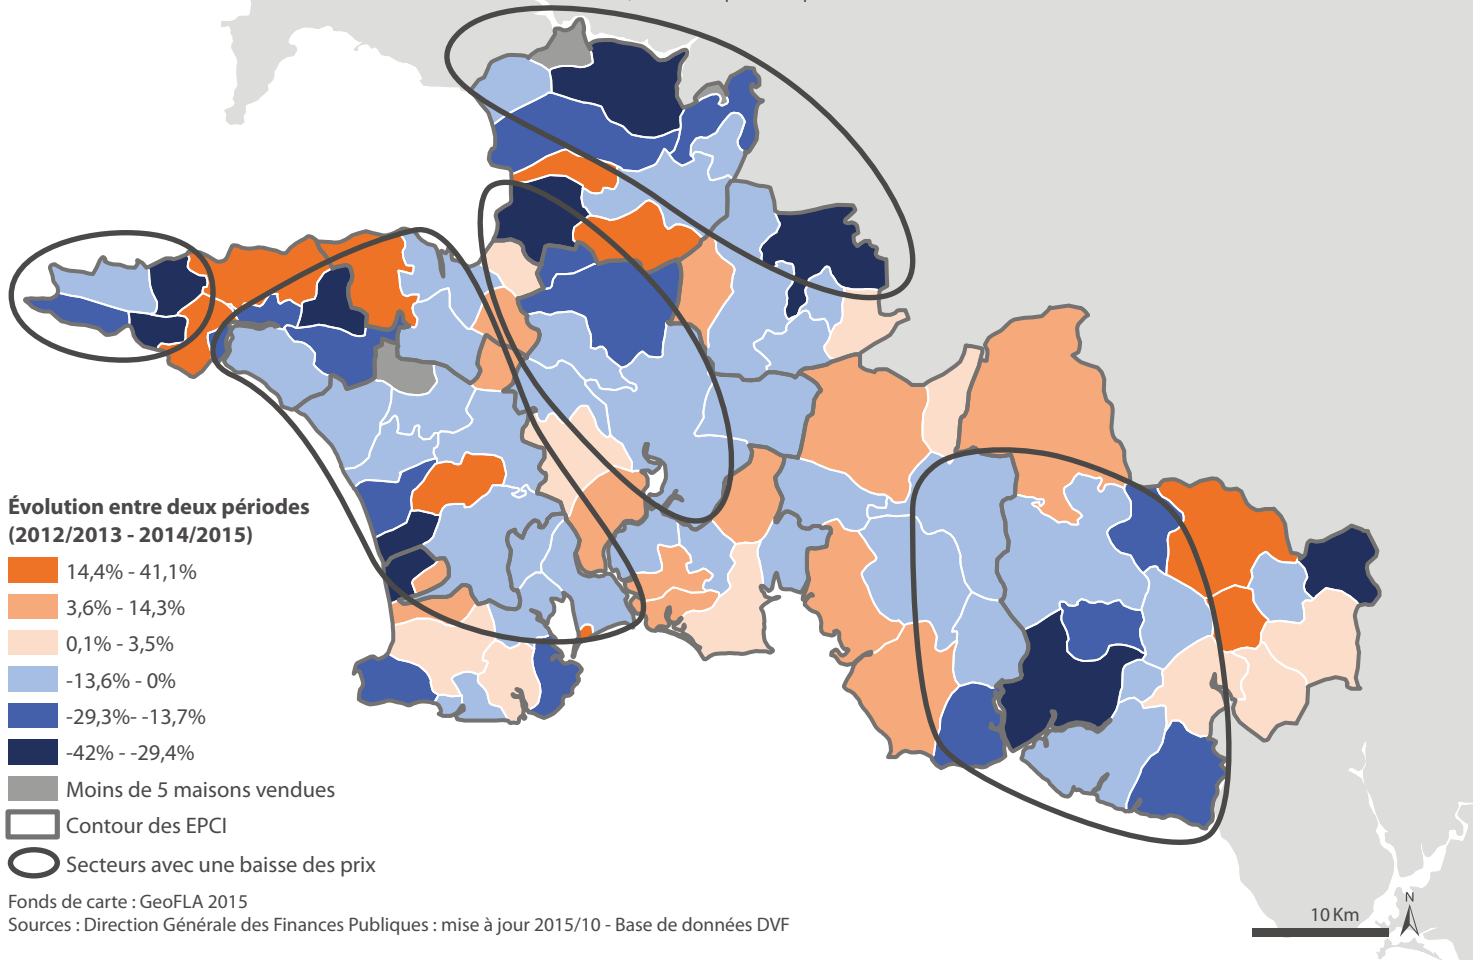 Évolution entre deux périodes
(2012/2013 - 2014/2015)
14,4% - 41,1%
3,6% - 14,3%
0,1% - 3,5%
-13,6% - 0%
-29,3%- -13,7%
-42% - -29,4%
Moins de 5 maisons vendues
Contour des EPCI
Secteurs avec une baisse des prix
Fonds de carte : GeoFLA 2015
Sources : Direction Générale des Finances Publiques : mise à jour 2015/10 - Base de données DVF
N
10 Km